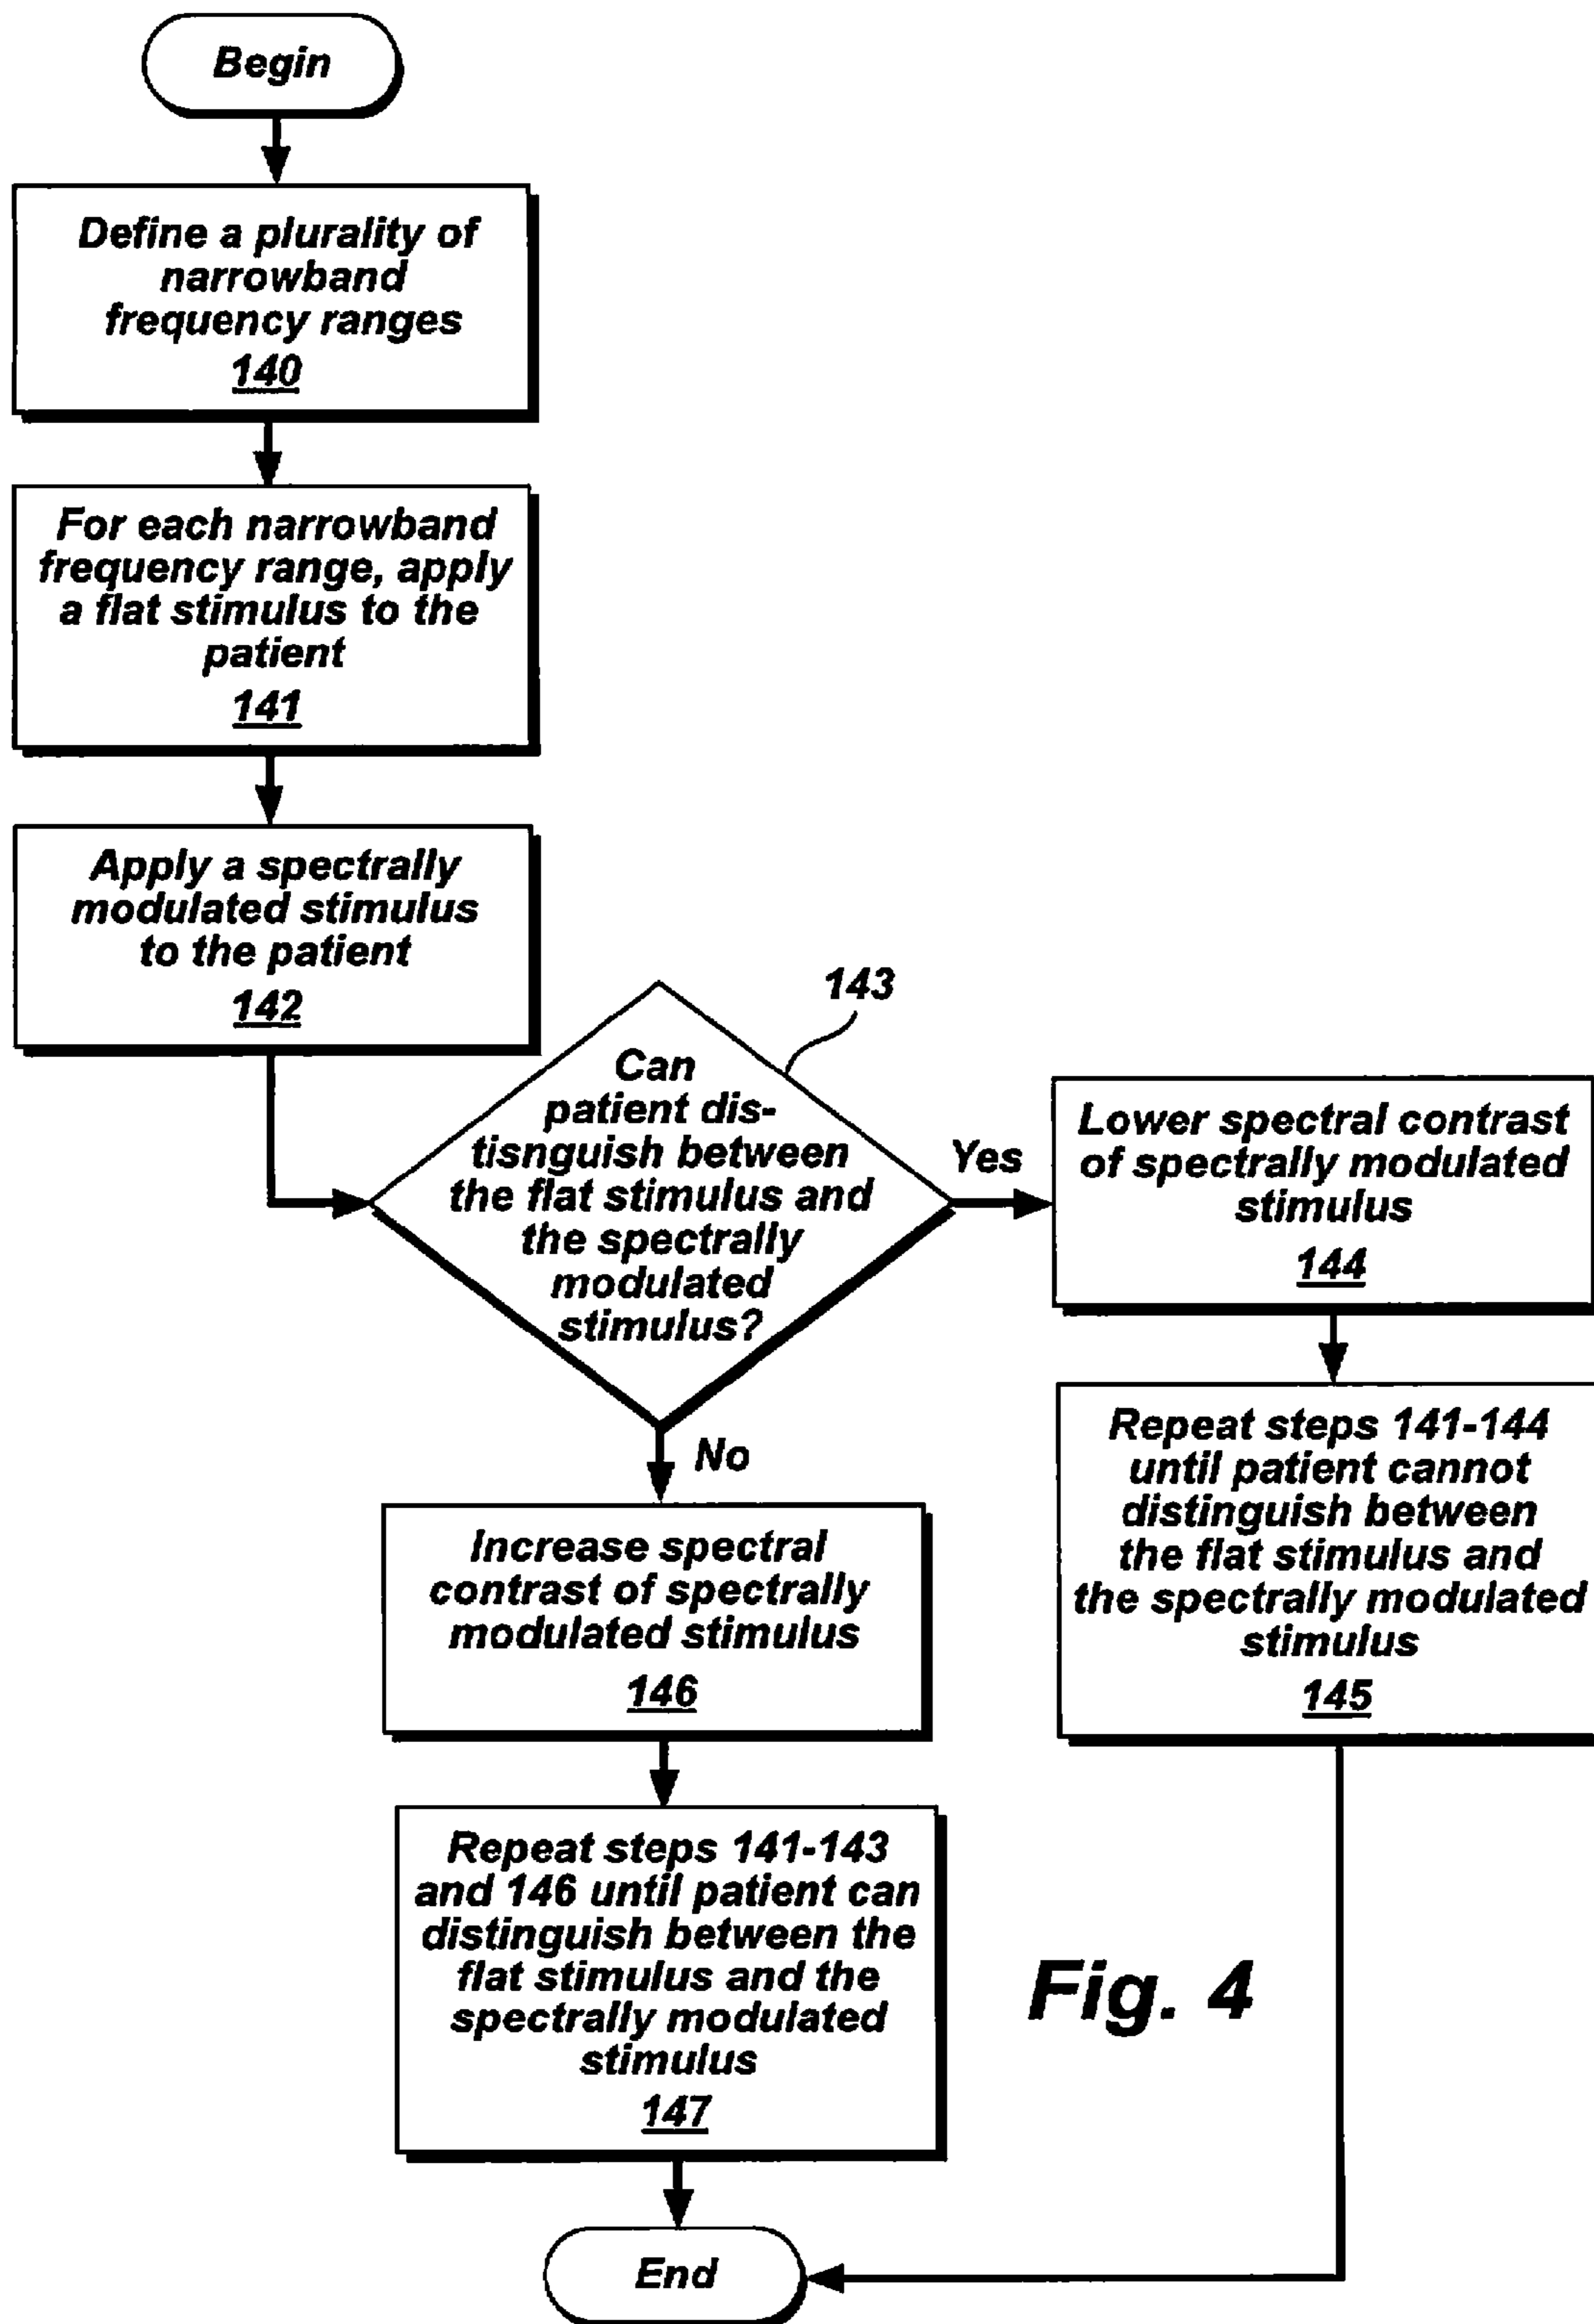 Begin
Define a plurality of
narrowband
frequency ranges
140
For each narrowband
frequency range, apply
a flat stimulus to the
patient
141
Apply a spectrally
modulated stimulus
to the patient
142
143
Can
patient dis-
tisnguish between
the flat stimulus and
the spectrally
modulated
stimulus?
Yes
Lower spectral contrast
of spectrally modulated
stimulus
144
Repeat steps 141-144
until patient cannot
distinguish between
the flat stimulus and
the spectrally modulated
stimulus
145
No
Increase spectral
contrast of spectrally
modulated stimulus
146
Repeat steps 141-143
and 146 until patient can
distinguish between the
flat stimulus and the
spectrally modulated
stimulus
147
Fig. 4
End